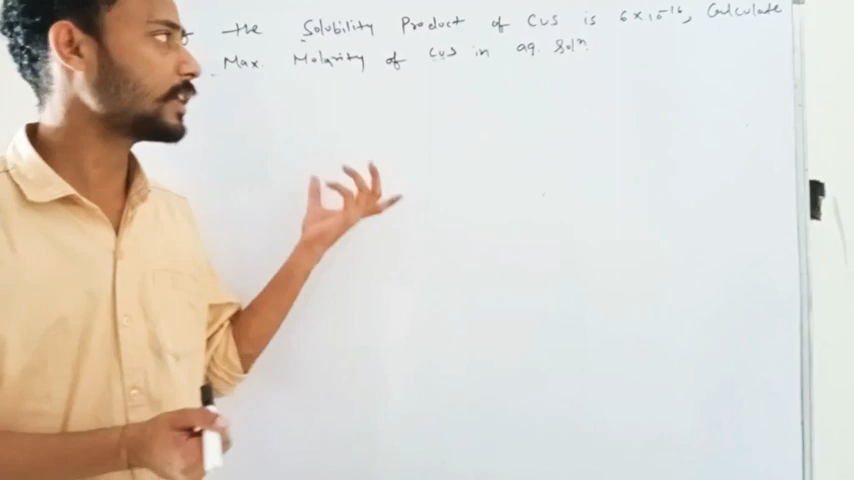 the Solubility Product of CuS is 6×10⁻¹⁶, Calculate
Max. Molarity of CuS in aq. Solⁿ.